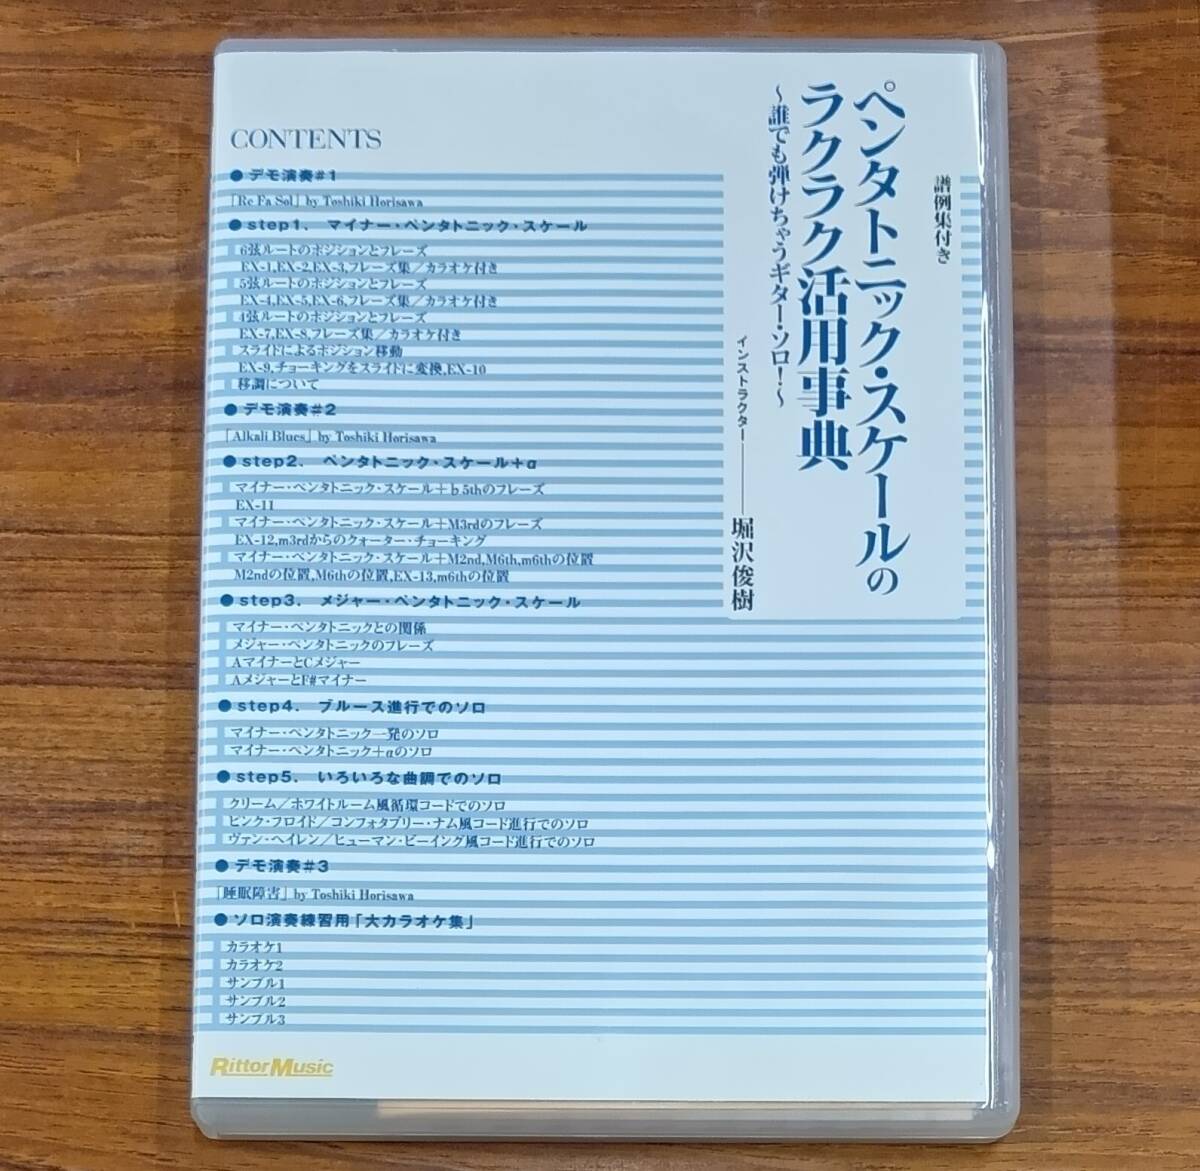 譜例集付き
ペンタトニック・スケールの
ラクラク活用事典
～誰でも弾けちゃうギター・ソロ！～
インストラクター――堀沢俊樹
CONTENTS
● デモ演奏#1
「Re Fa Sol」by Toshiki Horisawa
● step1. マイナー・ペンタトニック・スケール
6弦ルートのポジションとフレーズ
EX-1,EX-2,EX-3,フレーズ集／カラオケ付き
5弦ルートのポジションとフレーズ
EX-4,EX-5,EX-6,フレーズ集／カラオケ付き
4弦ルートのポジションとフレーズ
EX-7,EX-8,フレーズ集／カラオケ付き
スライドによるポジション移動
EX-9,チョーキングをスライドに変換,EX-10
移調について
● デモ演奏#2
「Alkali Blues」by Toshiki Horisawa
● step2. ペンタトニック・スケール+α
マイナー・ペンタトニック・スケール+♭5thのフレーズ
EX-11
マイナー・ペンタトニック・スケール+M3rdのフレーズ
EX-12,m3rdからのクォーター・チョーキング
マイナー・ペンタトニック・スケール+M2nd,M6th,m6thの位置
M2ndの位置,M6thの位置,EX-13,m6thの位置
● step3. メジャー・ペンタトニック・スケール
マイナー・ペンタトニックとの関係
メジャー・ペンタトニックのフレーズ
AマイナーとCメジャー
AメジャーとF#マイナー
● step4. ブルース進行でのソロ
マイナー・ペンタトニック一発のソロ
マイナー・ペンタトニック+αのソロ
● step5. いろいろな曲調でのソロ
クリーム／ホワイトルーム風循環コードでのソロ
ピンク・フロイド／コンフォタブリー・ナム風コード進行でのソロ
ヴァン・ヘイレン／ヒューマン・ビーイング風コード進行でのソロ
● デモ演奏#3
「睡眠障害」by Toshiki Horisawa
● ソロ演奏練習用「大カラオケ集」
カラオケ1
カラオケ2
サンプル1
サンプル2
サンプル3
RittorMusic